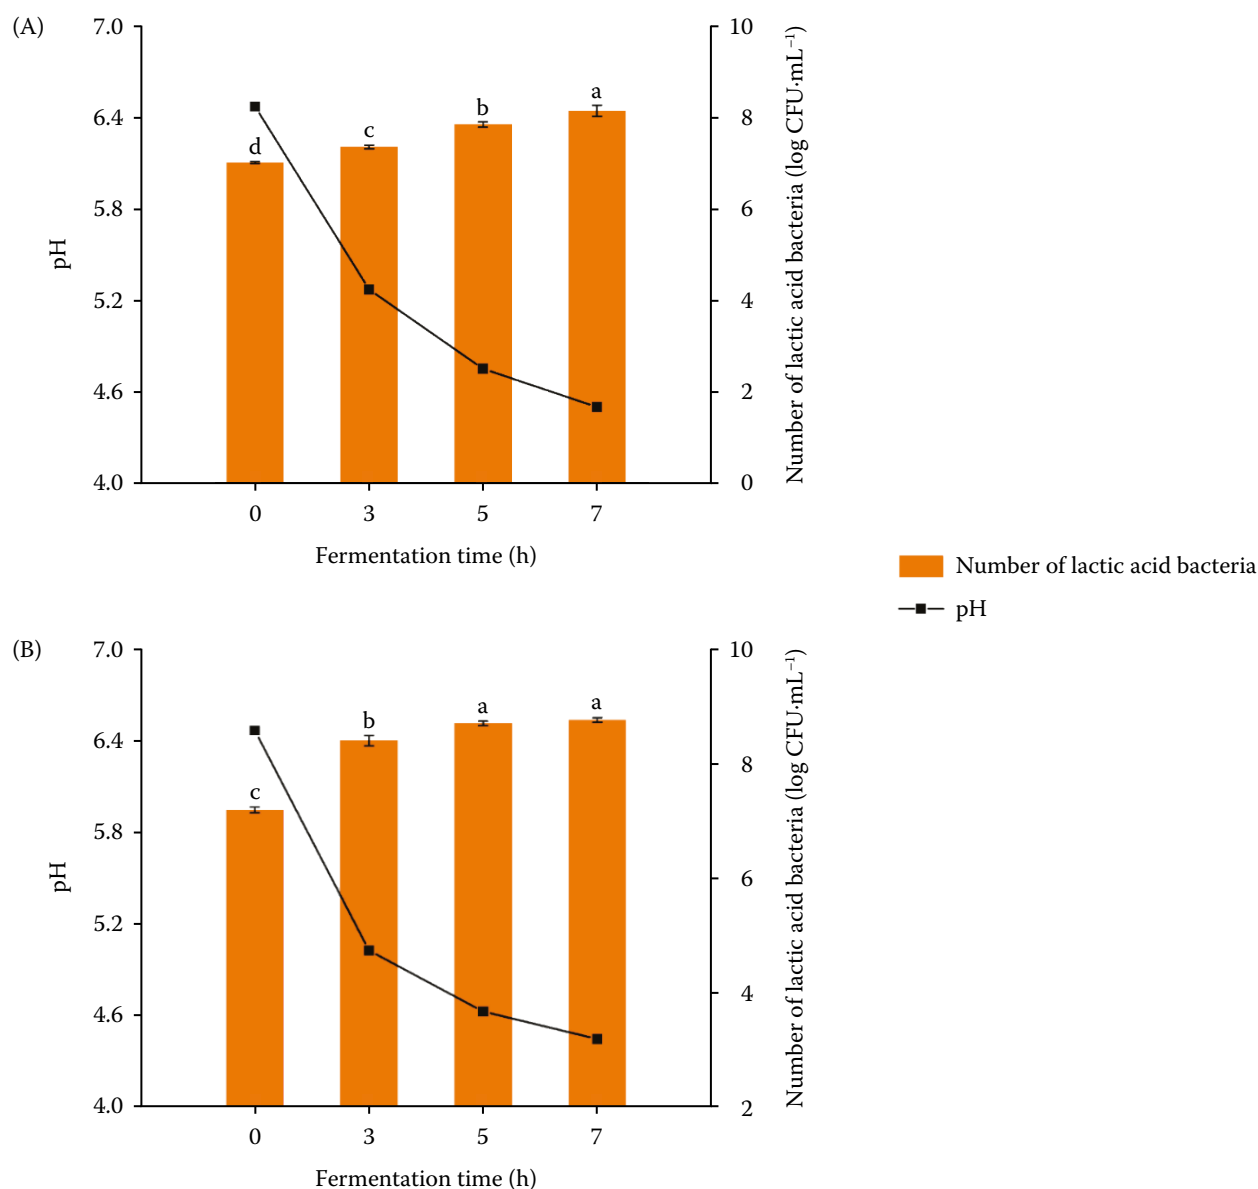 (A)
7.0
6.4
5.8
5.2
4.6
4.0
pH
d
c
b
a
10
8
6
4
2
0
Number of lactic acid bacteria (log CFU·mL⁻¹)
0 3 5 7
Fermentation time (h)
Number of lactic acid bacteria
pH
(B)
7.0
6.4
5.8
5.2
4.6
4.0
pH
c
b
a
a
10
8
6
4
2
Number of lactic acid bacteria (log CFU·mL⁻¹)
0 3 5 7
Fermentation time (h)